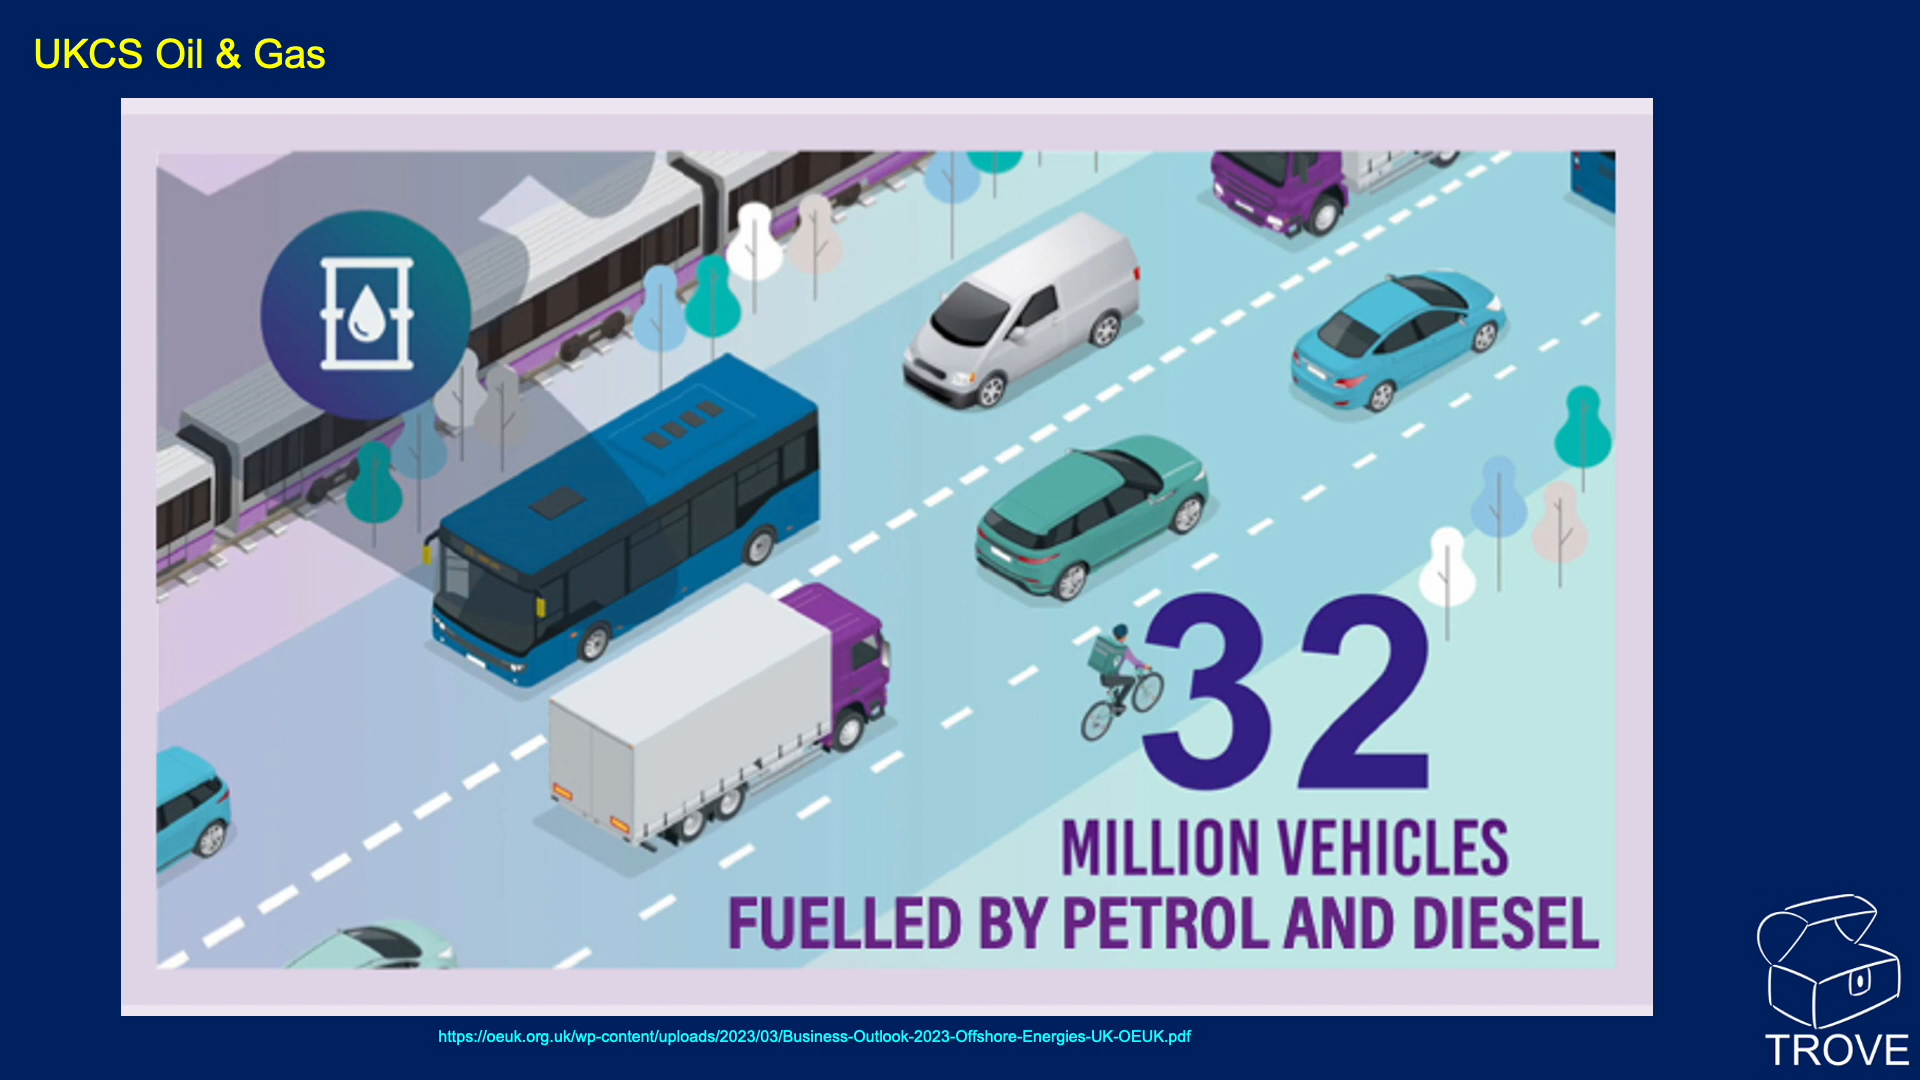 UKCS Oil & Gas
32
MILLION VEHICLES
FUELLED BY PETROL AND DIESEL
https://oeuk.org.uk/wp-content/uploads/2023/03/Business-Outlook-2023-Offshore-Energies-UK-OEUK.pdf
TROVE